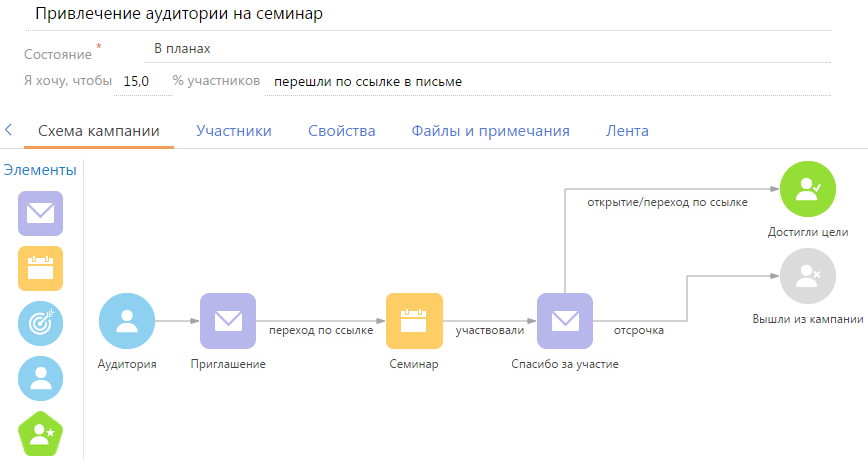 Привлечение аудитории на семинар
Состояние * В планах
Я хочу, чтобы 15,0 % участников перешли по ссылке в письме
Схема кампании Участники Свойства Файлы и примечания Лента
Элементы
открытие/переход по ссылке
Достигли цели
переход по ссылке участвовали отсрочка
Вышли из кампании
Аудитория Приглашение Семинар Спасибо за участие